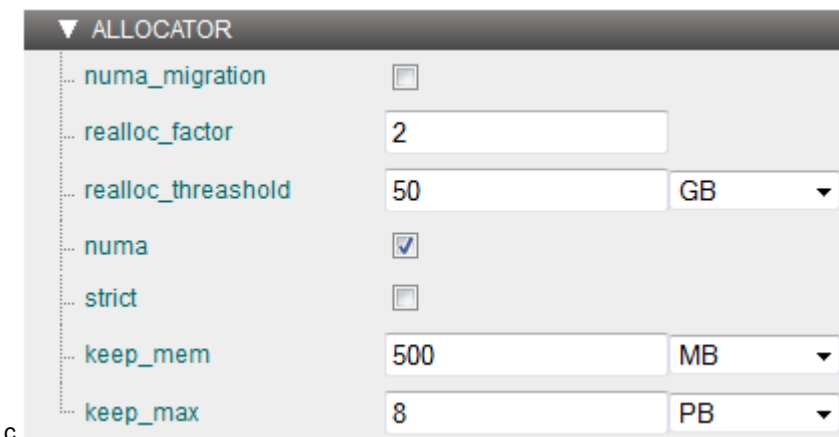 ▼ ALLOCATOR
numa_migration
realloc_factor 2
realloc_threashold 50 GB
numa
strict
keep_mem 500 MB
keep_max 8 PB
c